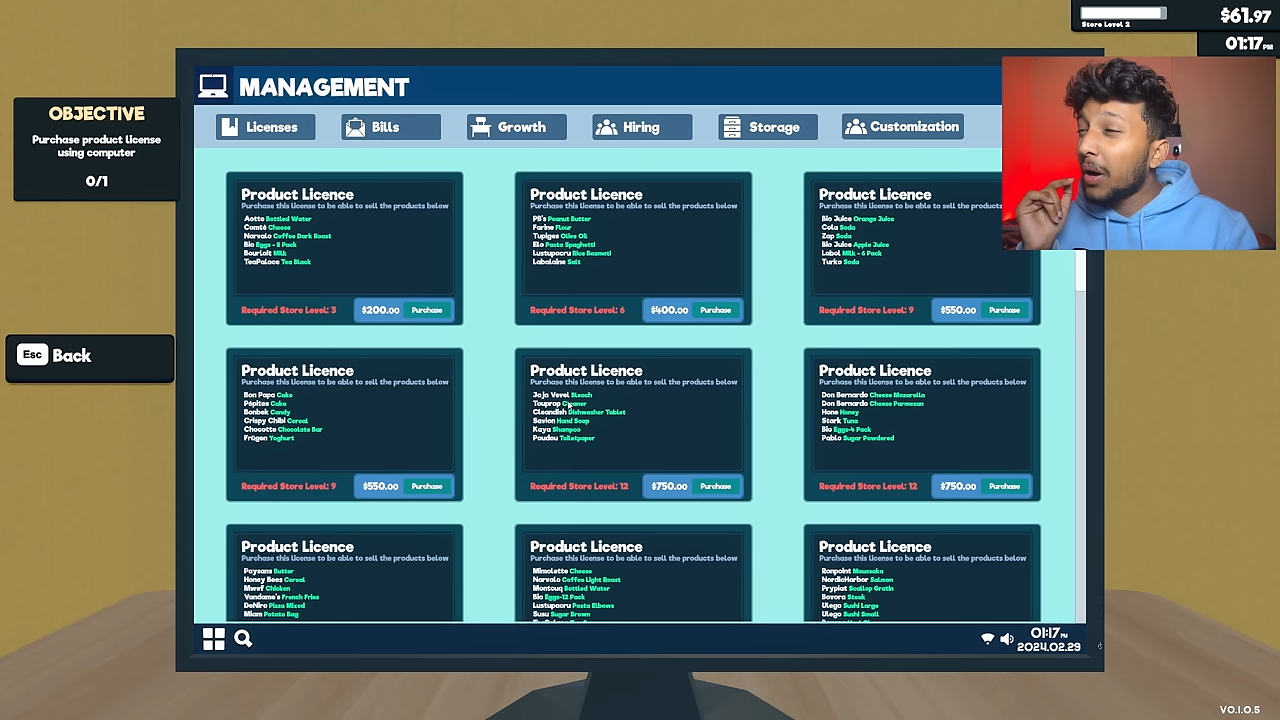 $61.97
Store Level 2
01:17PM
OBJECTIVE
Purchase product license
using computer
0/1
Esc Back
MANAGEMENT
Licenses
Bills
Growth
Hiring
Storage
Customization
Product Licence
Purchase this license to be able to sell the products below
Aotte Bottled Water
Comté Cheese
Narvalo Coffee Dark Roast
Bio Eggs - 8 Pack
Bourlait Milk
TeaPalace Tea Black
Required Store Level: 3
$200.00
Purchase
Product Licence
Purchase this license to be able to sell the products below
PB's Peanut Butter
Farine Flour
Tupiges Olive Oil
Elo Pasta Spaghetti
Lustupacru Rice Basmati
Labalaine Salt
Required Store Level: 6
$400.00
Purchase
Product Licence
Purchase this license to be able to sell the products
Bio Juice Orange Juice
Cola Soda
Zap Soda
Bio Juice Apple Juice
Labol Milk - 6 Pack
Turko Soda
Required Store Level: 9
$550.00
Purchase
Product Licence
Purchase this license to be able to sell the products below
Bon Papa Cake
Pépites Cake
Bonbek Candy
Crispy Chibi Cereal
Chocotte Chocolate Bar
Frügen Yoghurt
Required Store Level: 9
$550.00
Purchase
Product Licence
Purchase this license to be able to sell the products below
Jaja Vevel Bleach
Touprop Cleaner
Cleandish Dishwasher Tablet
Savion Hand Soap
Kaya Shampoo
Poudou Toiletpaper
Required Store Level: 12
$750.00
Purchase
Product Licence
Purchase this license to be able to sell the products below
Don Bernardo Cheese Mozarella
Don Bernardo Cheese Parmesan
Hone Honey
Stark Tuna
Bio Eggs-4 Pack
Pablo Sugar Powdered
Required Store Level: 12
$750.00
Purchase
Product Licence
Purchase this license to be able to sell the products below
Paysans Butter
Honey Bees Cereal
Mwef Chicken
Vandame's French Fries
DeNiro Pizza Mixed
Miam Potato Bag
Product Licence
Purchase this license to be able to sell the products below
Mimolette Cheese
Narvalo Coffee Light Roast
Montouq Bottled Water
Bio Eggs-12 Pack
Lustupacru Pasta Elbows
Susu Sugar Brown
Product Licence
Purchase this license to be able to sell the products below
Ronpoint Moussaka
NordicHarbor Salmon
Prypiat Scallop Gratin
Bovora Steak
Ulego Sushi Large
Ulego Sushi Small
01:17PM
2024.02.29
V0.1.0.5